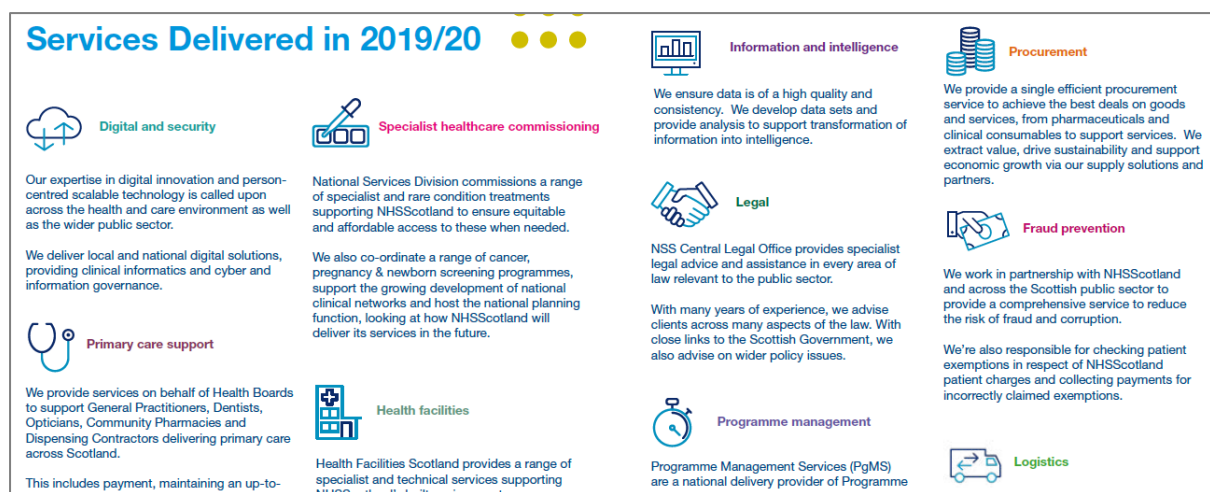 Services Delivered in 2019/20
Digital and security
Our expertise in digital innovation and person-
centred scalable technology is called upon
across the health and care environment as well
as the wider public sector.
We deliver local and national digital solutions,
providing clinical informatics and cyber and
information governance.
Primary care support
We provide services on behalf of Health Boards
to support General Practitioners, Dentists,
Opticians, Community Pharmacies and
Dispensing Contractors delivering primary care
across Scotland.
This includes payment, maintaining an up-to-
Specialist healthcare commissioning
National Services Division commissions a range
of specialist and rare condition treatments
supporting NHSScotland to ensure equitable
and affordable access to these when needed.
We also co-ordinate a range of cancer,
pregnancy & newborn screening programmes,
support the growing development of national
clinical networks and host the national planning
function, looking at how NHSScotland will
deliver its services in the future.
Health facilities
Health Facilities Scotland provides a range of
specialist and technical services supporting
Information and intelligence
We ensure data is of a high quality and
consistency. We develop data sets and
provide analysis to support transformation of
information into intelligence.
Legal
NSS Central Legal Office provides specialist
legal advice and assistance in every area of
law relevant to the public sector.
With many years of experience, we advise
clients across many aspects of the law. With
close links to the Scottish Government, we
also advise on wider policy issues.
Programme management
Programme Management Services (PgMS)
are a national delivery provider of Programme
Procurement
We provide a single efficient procurement
service to achieve the best deals on goods
and services, from pharmaceuticals and
clinical consumables to support services. We
extract value, drive sustainability and support
economic growth via our supply solutions and
partners.
Fraud prevention
We work in partnership with NHSScotland
and across the Scottish public sector to
provide a comprehensive service to reduce
the risk of fraud and corruption.
We're also responsible for checking patient
exemptions in respect of NHSScotland
patient charges and collecting payments for
incorrectly claimed exemptions.
Logistics